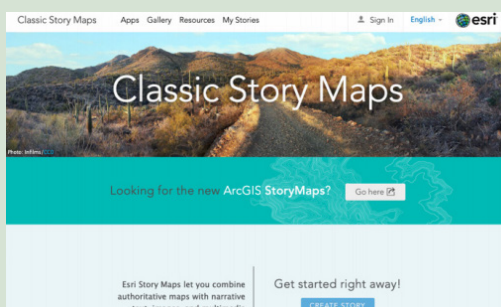 Classic Story Maps Apps Gallery Resources My Stories Sign In English esri
Classic Story Maps
Photo: Infilms/CC0
Looking for the new ArcGIS StoryMaps? Go here
Esri Story Maps let you combine
authoritative maps with narrative
Get started right away!
CREATE STORY